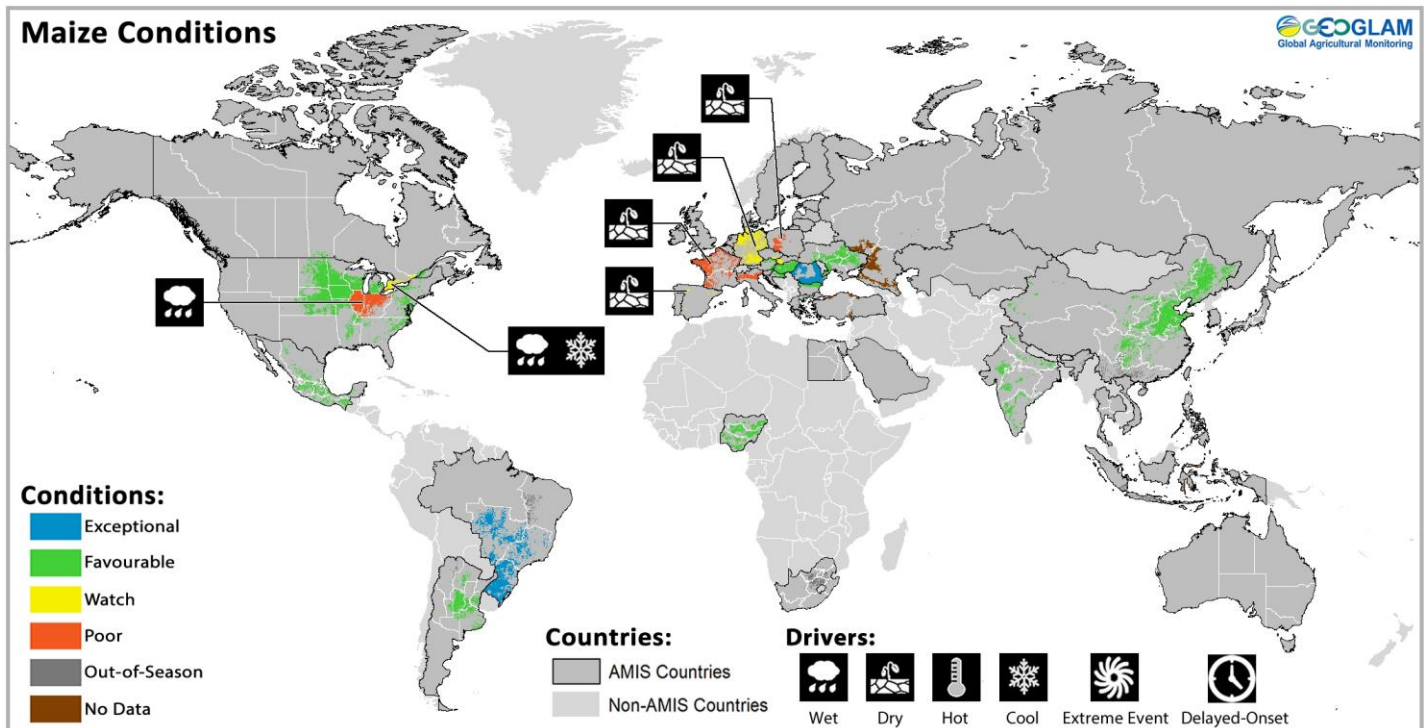 Maize Conditions
GEOGLAM
Global Agricultural Monitoring
Conditions:
Exceptional
Favourable
Watch
Poor
Out-of-Season
No Data
Countries:
AMIS Countries
Non-AMIS Countries
Drivers:
Wet
Dry
Hot
Cool
Extreme Event
Delayed-Onset